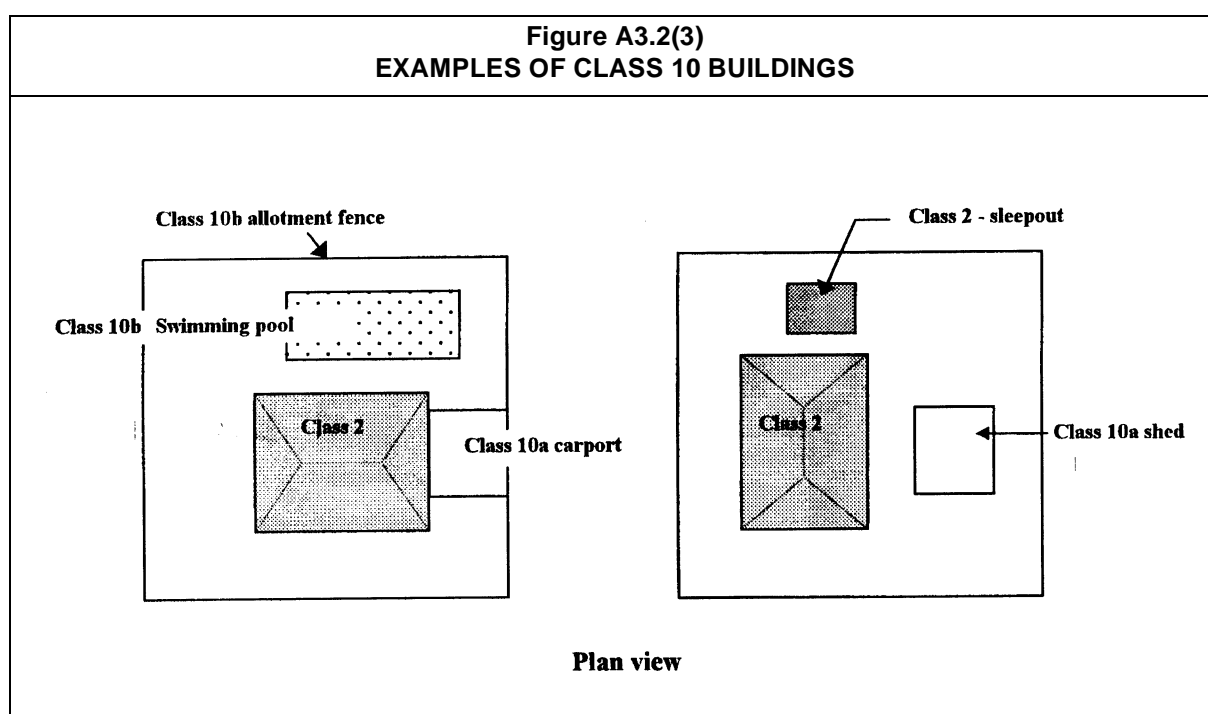 Figure A3.2(3)
EXAMPLES OF CLASS 10 BUILDINGS
Class 10b allotment fence
Class 10b Swimming pool
Class 2
Class 10a carport
Class 2 - sleepout
Class 2
Class 10a shed
Plan view